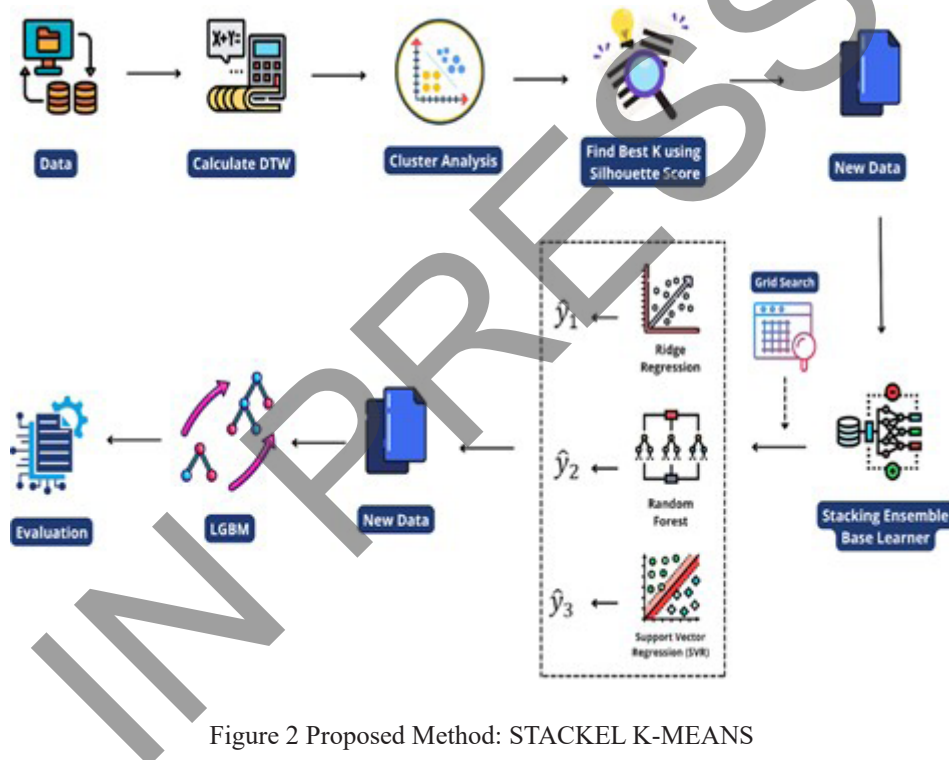 X+Y=
...
Data
Calculate DTW
Cluster Analysis
Find Best K using
Silhouette Score
New Data
Grid Search
ŷ1
Ridge
Regression
ŷ2
Random
Forest
ŷ3
Support Vector
Regression (SVR)
Stacking Ensemble
Base Learner
New Data
LGBM
Evaluation
IN PRESS
Figure 2 Proposed Method: STACKEL K-MEANS